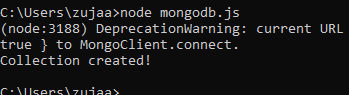 C:\Users\zujaa>node mongodb.js
(node:3188) DeprecationWarning: current URL
true } to MongoClient.connect.
Collection created!
C:\Users\zujaa>